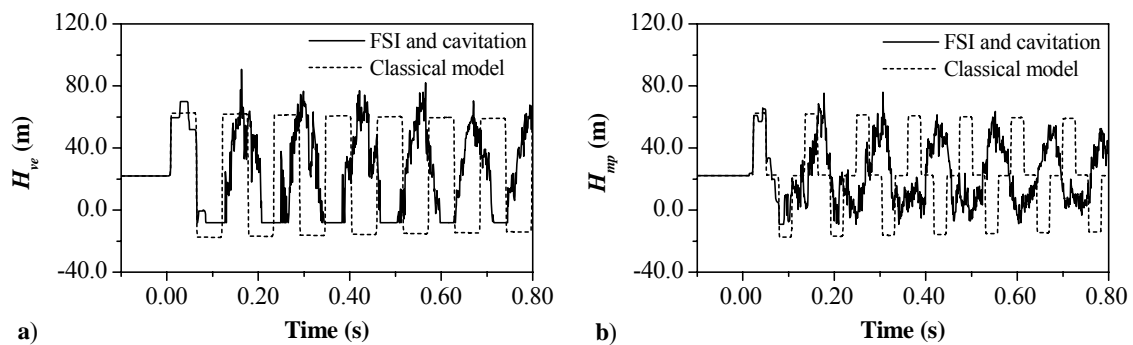 120.0
80.0
40.0
0.0
-40.0
H_ve (m)
FSI and cavitation
Classical model
0.00 0.20 0.40 0.60 0.80
Time (s)
a)
120.0
80.0
40.0
0.0
-40.0
H_mp (m)
FSI and cavitation
Classical model
0.00 0.20 0.40 0.60 0.80
Time (s)
b)